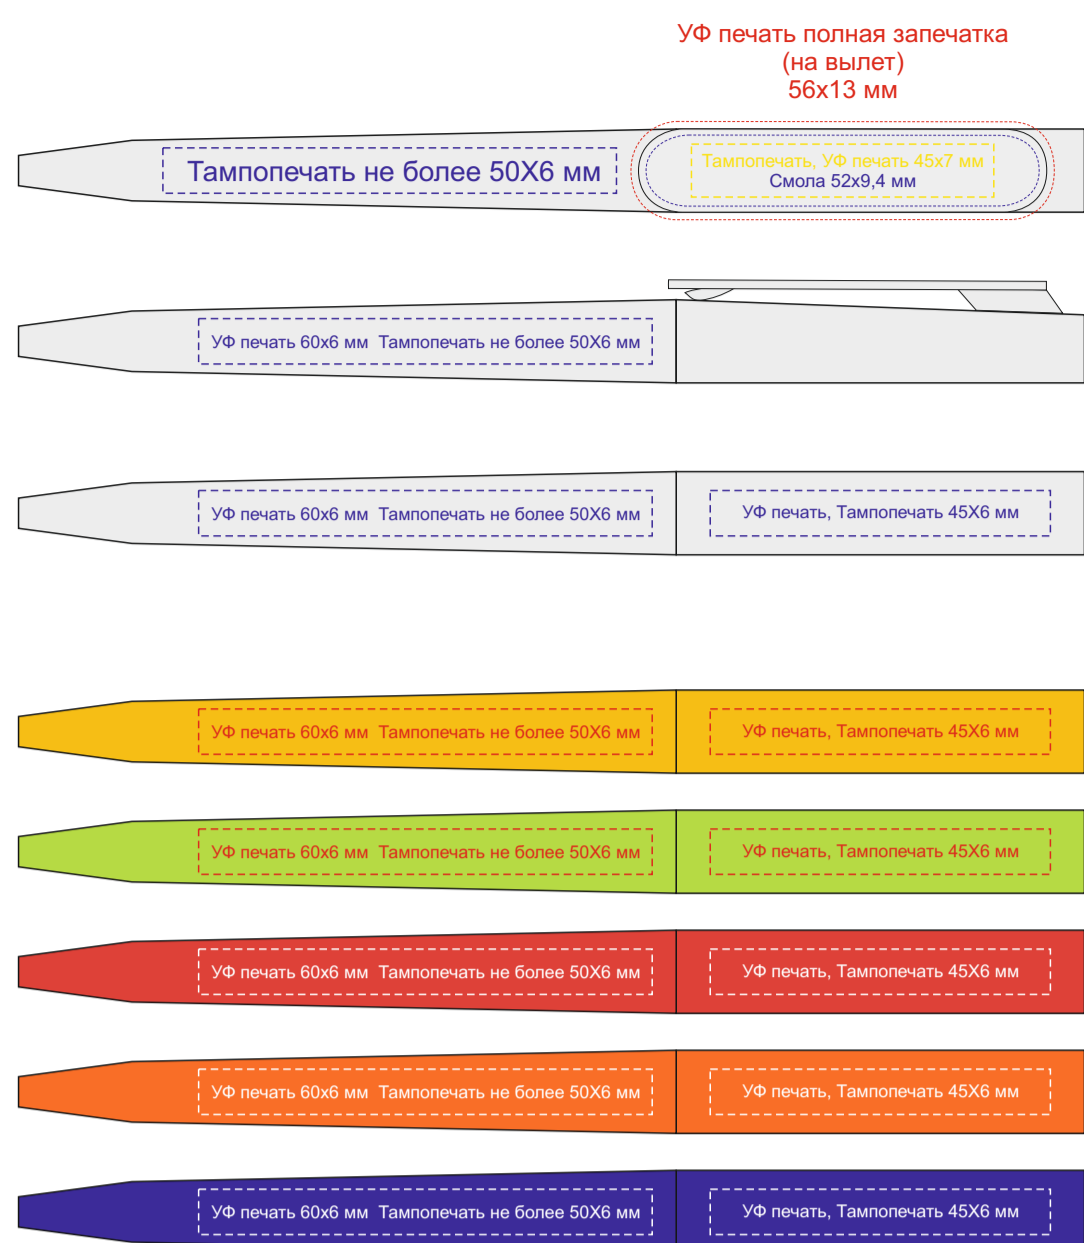 УФ печать полная запечатка
(на вылет)
56х13 мм
Тампопечать не более 50Х6 мм
Тампопечать, УФ печать 45х7 мм
Смола 52х9,4 мм
УФ печать 60х6 мм  Тампопечать не более 50Х6 мм
УФ печать 60х6 мм  Тампопечать не более 50Х6 мм
УФ печать, Тампопечать 45Х6 мм
УФ печать 60х6 мм  Тампопечать не более 50Х6 мм
УФ печать, Тампопечать 45Х6 мм
УФ печать 60х6 мм  Тампопечать не более 50Х6 мм
УФ печать, Тампопечать 45Х6 мм
УФ печать 60х6 мм  Тампопечать не более 50Х6 мм
УФ печать, Тампопечать 45Х6 мм
УФ печать 60х6 мм  Тампопечать не более 50Х6 мм
УФ печать, Тампопечать 45Х6 мм
УФ печать 60х6 мм  Тампопечать не более 50Х6 мм
УФ печать, Тампопечать 45Х6 мм